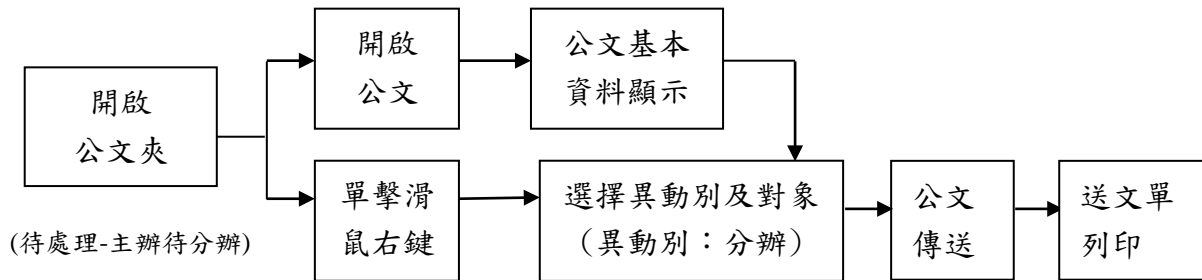 開啟
公文夾
(待處理-主辦待分辦)
開啟
公文
公文基本
資料顯示
單擊滑
鼠右鍵
選擇異動別及對象
（異動別：分辦）
公文
傳送
送文單
列印